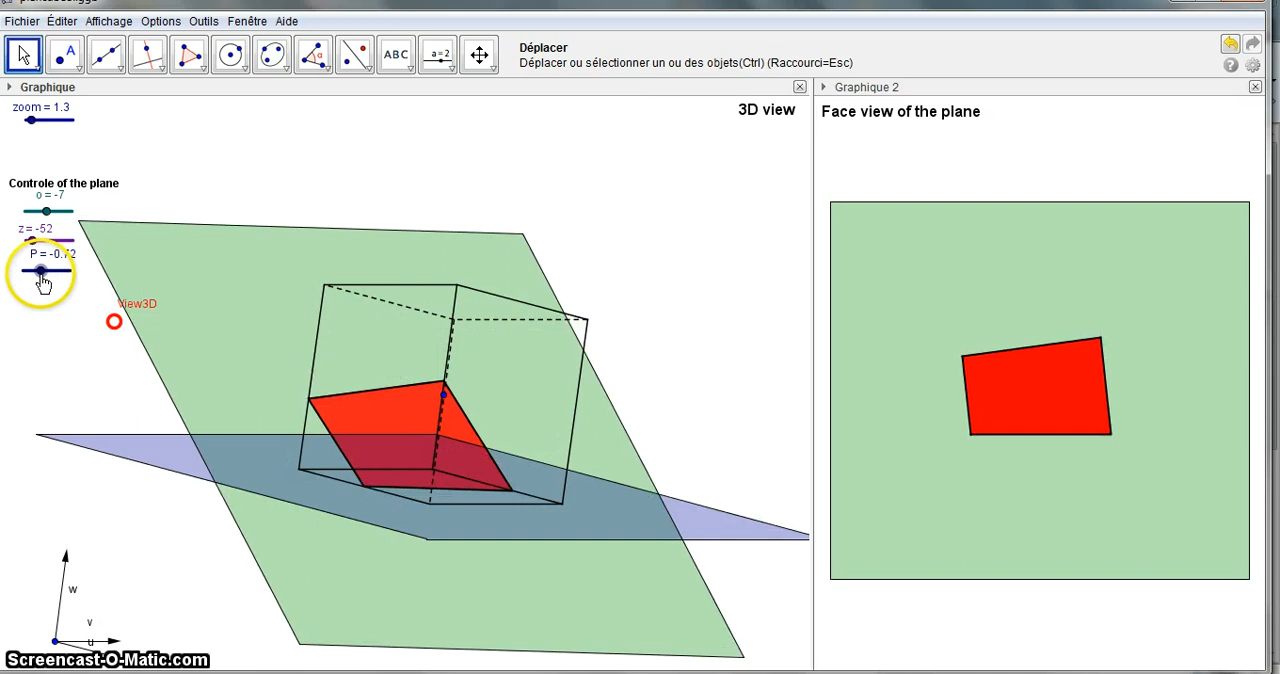 Fichier Éditer Affichage Options Outils Fenêtre Aide
A
ABC
a=2
Déplacer
Déplacer ou sélectionner un ou des objets(Ctrl) (Raccourci=Esc)
Graphique
Graphique 2
zoom = 1.3
3D view
Face view of the plane
Controle of the plane
o = -7
z = -52
P = -0.72
View3D
w
v
u
Screencast-O-Matic.com